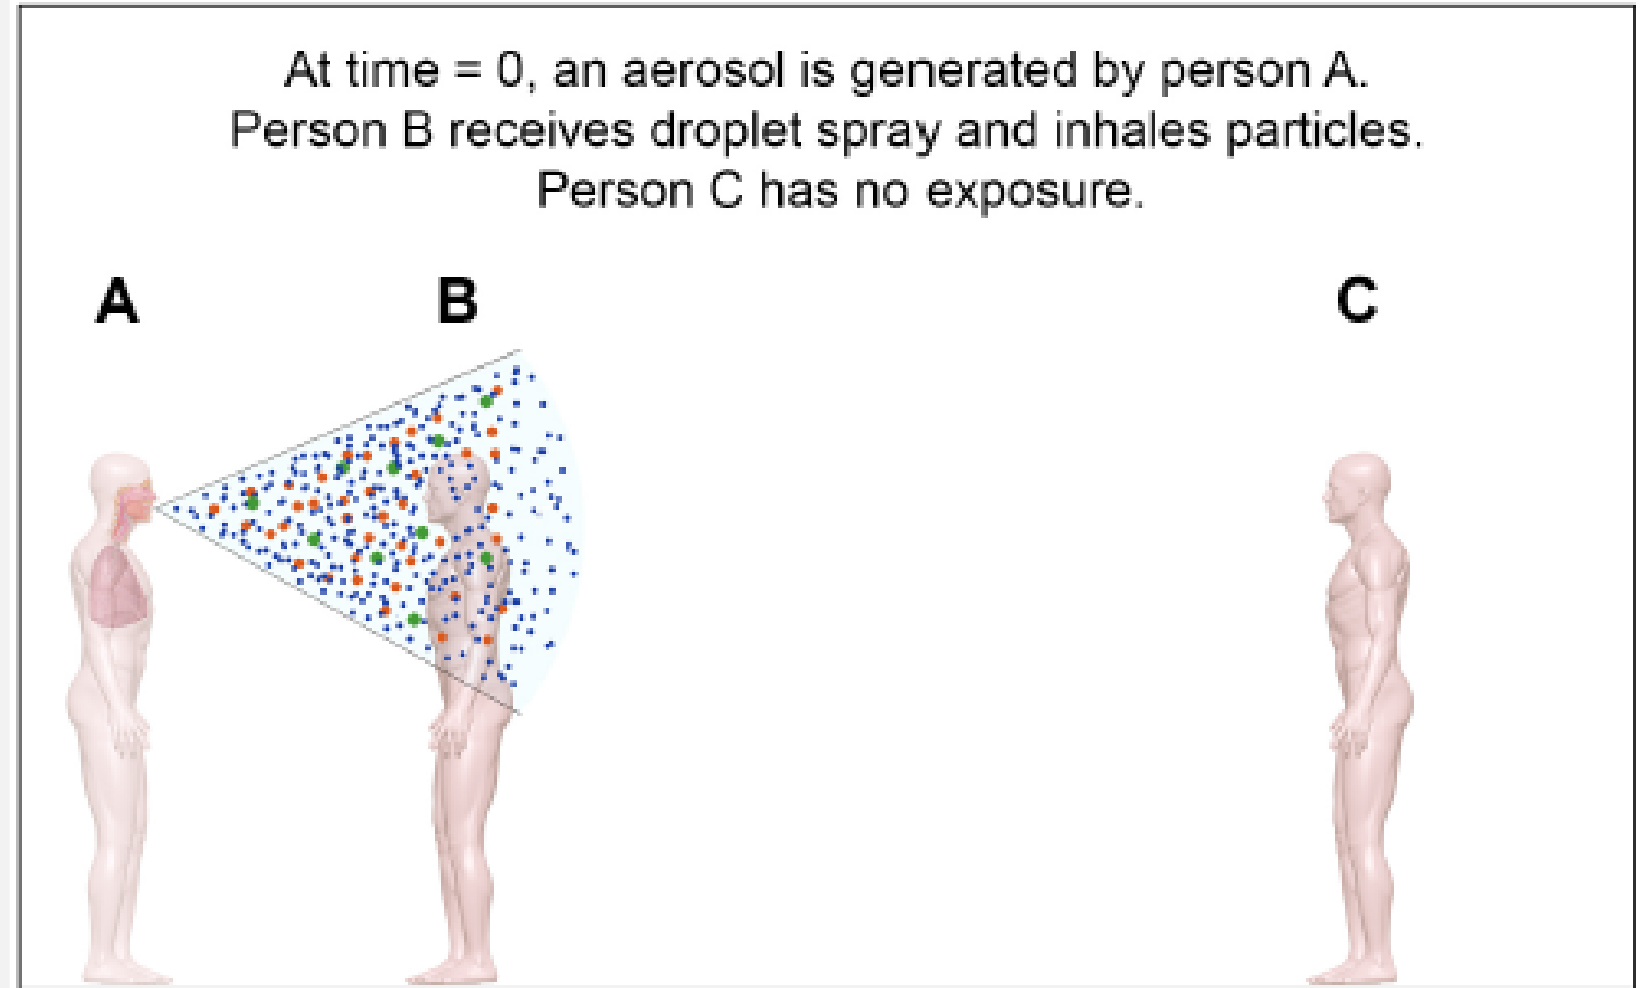 At time = 0, an aerosol is generated by person A.
Person B receives droplet spray and inhales particles.
Person C has no exposure.
A B C